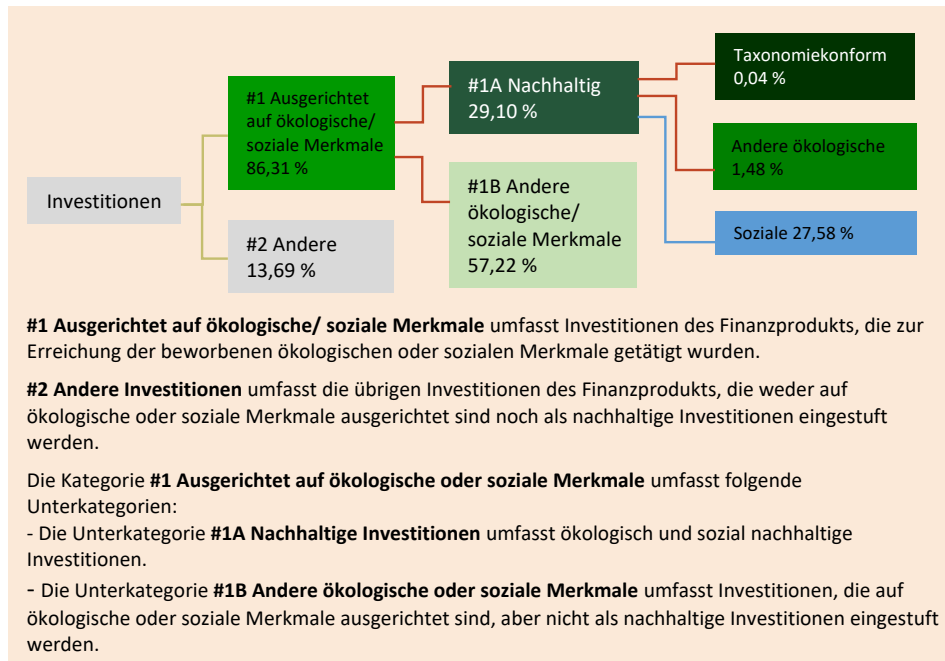 Investitionen
#1 Ausgerichtet
auf ökologische/
soziale Merkmale
86,31 %
#2 Andere
13,69 %
#1A Nachhaltig
29,10 %
#1B Andere
ökologische/
soziale Merkmale
57,22 %
Taxonomiekonform
0,04 %
Andere ökologische
1,48 %
Soziale 27,58 %
#1 Ausgerichtet auf ökologische/ soziale Merkmale umfasst Investitionen des Finanzprodukts, die zur
Erreichung der beworbenen ökologischen oder sozialen Merkmale getätigt wurden.
#2 Andere Investitionen umfasst die übrigen Investitionen des Finanzprodukts, die weder auf
ökologische oder soziale Merkmale ausgerichtet sind noch als nachhaltige Investitionen eingestuft
werden.
Die Kategorie #1 Ausgerichtet auf ökologische oder soziale Merkmale umfasst folgende
Unterkategorien:
- Die Unterkategorie #1A Nachhaltige Investitionen umfasst ökologisch und sozial nachhaltige
Investitionen.
- Die Unterkategorie #1B Andere ökologische oder soziale Merkmale umfasst Investitionen, die auf
ökologische oder soziale Merkmale ausgerichtet sind, aber nicht als nachhaltige Investitionen eingestuft
werden.